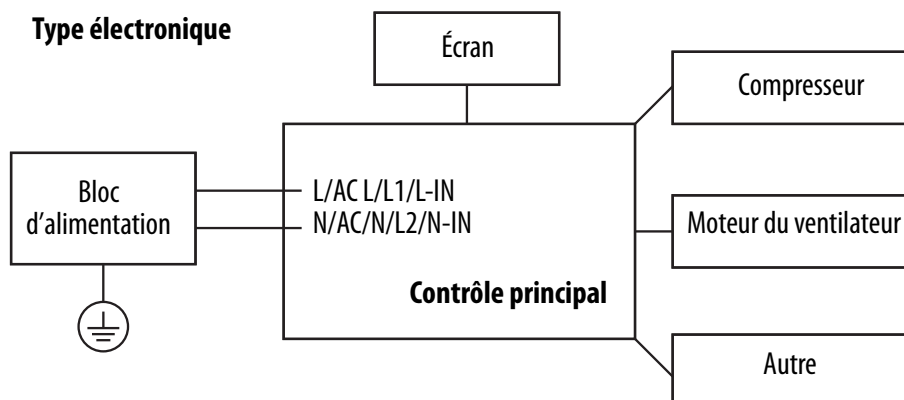 Type électronique
Écran
Compresseur
Bloc
d’alimentation
L/AC L/L1/L-IN
N/AC/N/L2/N-IN
Moteur du ventilateur
Contrôle principal
Autre